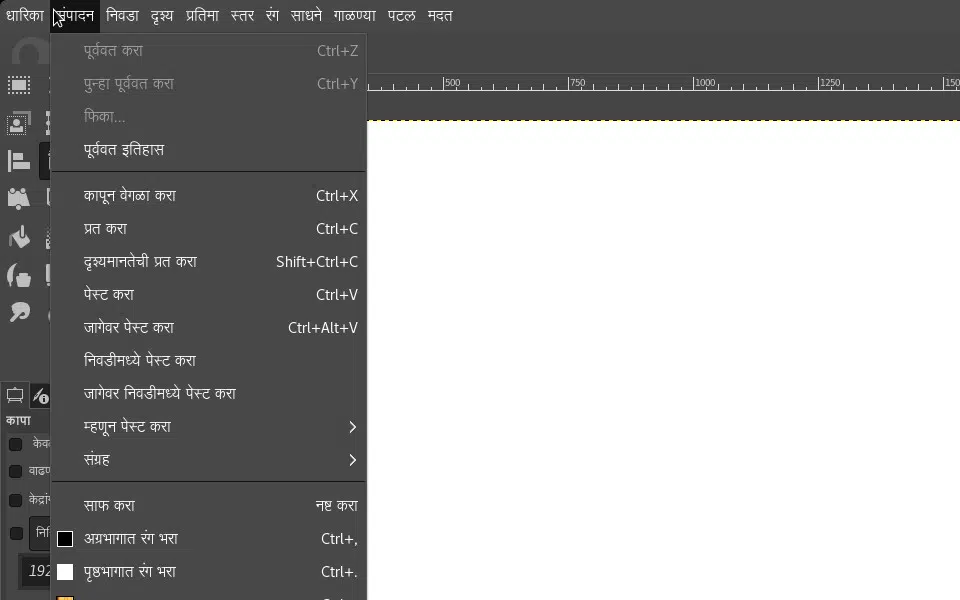 धारिका संपादन निवडा दृश्य प्रतिमा स्तर रंग साधने गाळण्या पटल मदत
पूर्ववत करा Ctrl+Z
पुन्हा पूर्ववत करा Ctrl+Y
फिका...
पूर्ववत इतिहास
कापून वेगळा करा Ctrl+X
प्रत करा Ctrl+C
दृश्यमानतेची प्रत करा Shift+Ctrl+C
पेस्ट करा Ctrl+V
जागेवर पेस्ट करा Ctrl+Alt+V
निवडीमध्ये पेस्ट करा
जागेवर निवडीमध्ये पेस्ट करा
म्हणून पेस्ट करा
संग्रह
साफ करा नष्ट करा
अग्रभागात रंग भरा Ctrl+,
पृष्ठभागात रंग भरा Ctrl+.
500 750 1000 1250
कापा
192